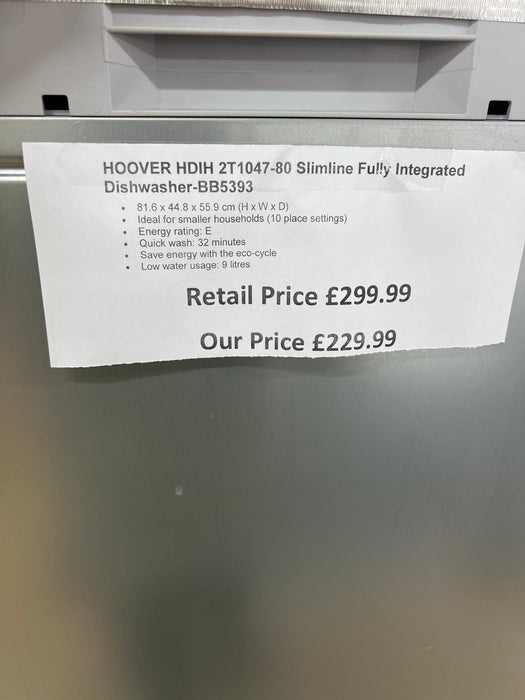 HOOVER HDIH 2T1047-80 Slimline Fully Integrated
Dishwasher-BB5393
• 81.6 x 44.8 x 55.9 cm (H x W x D)
• Ideal for smaller households (10 place settings)
• Energy rating: E
• Quick wash: 32 minutes
• Save energy with the eco-cycle
• Low water usage: 9 litres
Retail Price £299.99
Our Price £229.99